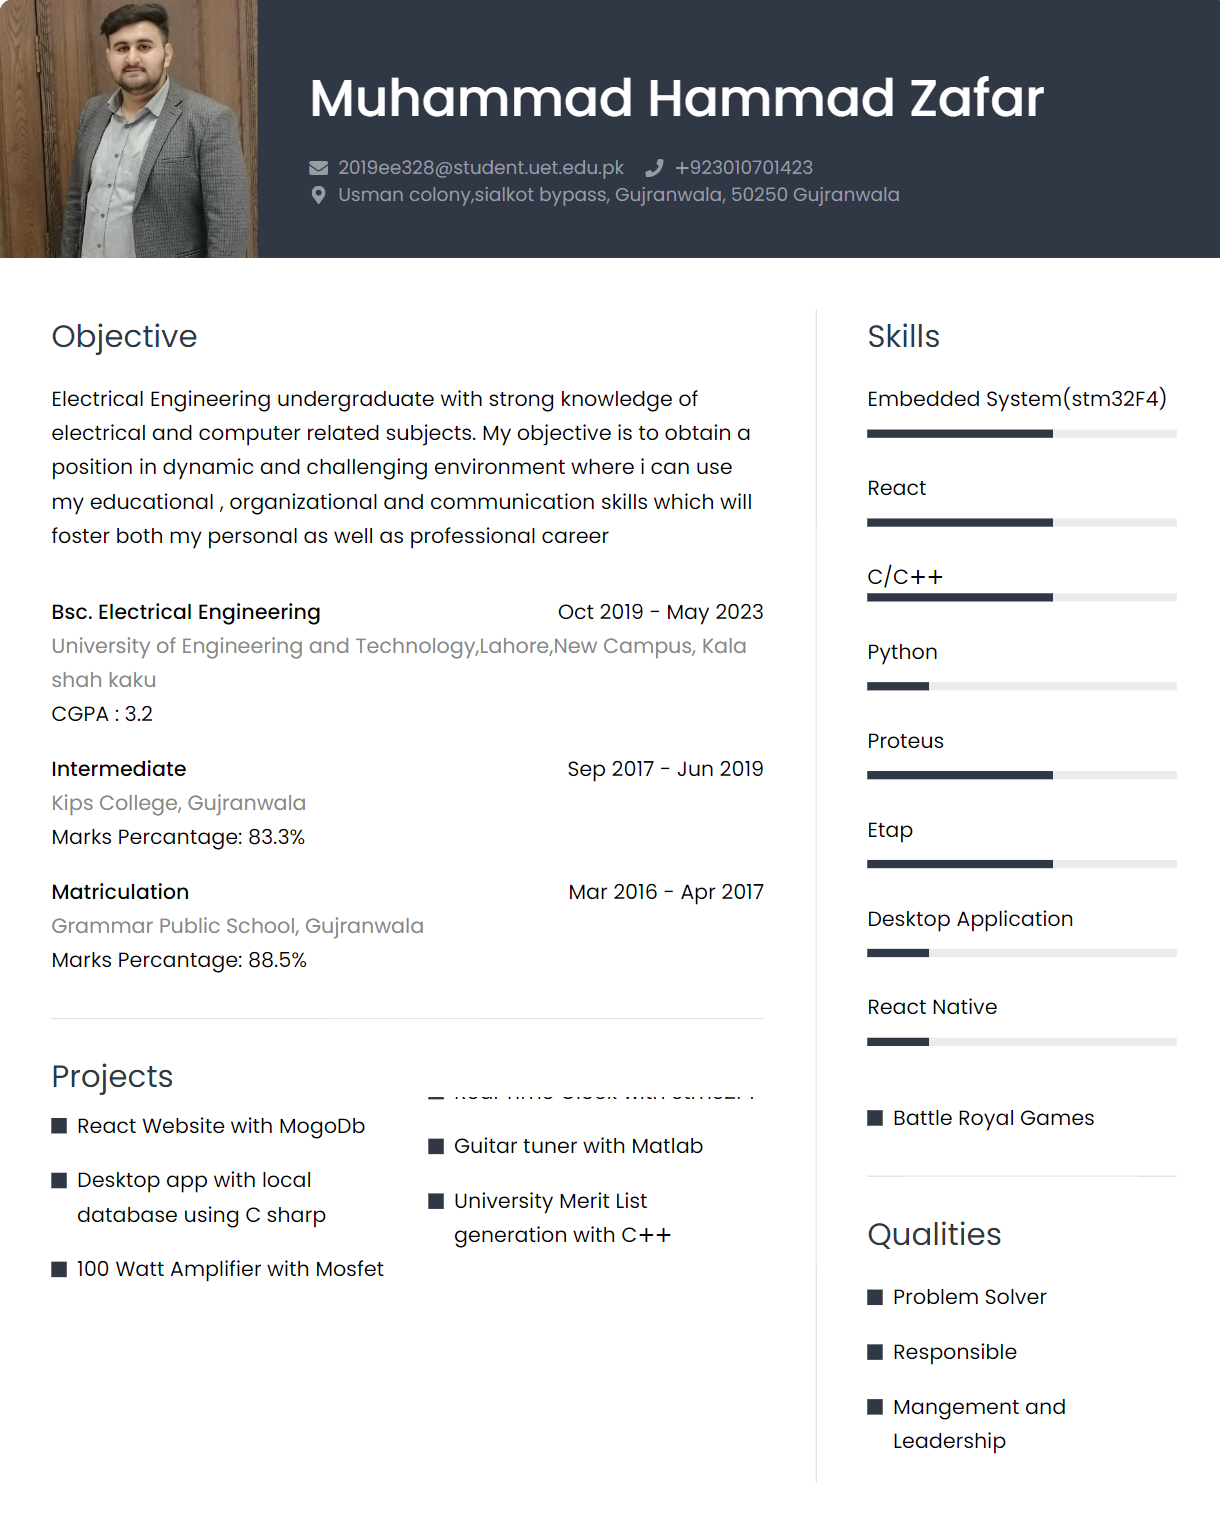 Muhammad Hammad Zafar
2019ee328@student.uet.edu.pk +923010701423
Usman colony,sialkot bypass, Gujranwala, 50250 Gujranwala
Objective
Electrical Engineering undergraduate with strong knowledge of
electrical and computer related subjects. My objective is to obtain a
position in dynamic and challenging environment where i can use
my educational , organizational and communication skills which will
foster both my personal as well as professional career
Bsc. Electrical Engineering Oct 2019 - May 2023
University of Engineering and Technology,Lahore,New Campus, Kala
shah kaku
CGPA : 3.2
Intermediate Sep 2017 - Jun 2019
Kips College, Gujranwala
Marks Percantage: 83.3%
Matriculation Mar 2016 - Apr 2017
Grammar Public School, Gujranwala
Marks Percantage: 88.5%
Projects
React Website with MogoDb
Desktop app with local
database using C sharp
100 Watt Amplifier with Mosfet
Guitar tuner with Matlab
University Merit List
generation with C++
Skills
Embedded System(stm32F4)
React
C/C++
Python
Proteus
Etap
Desktop Application
React Native
Battle Royal Games
Qualities
Problem Solver
Responsible
Mangement and
Leadership